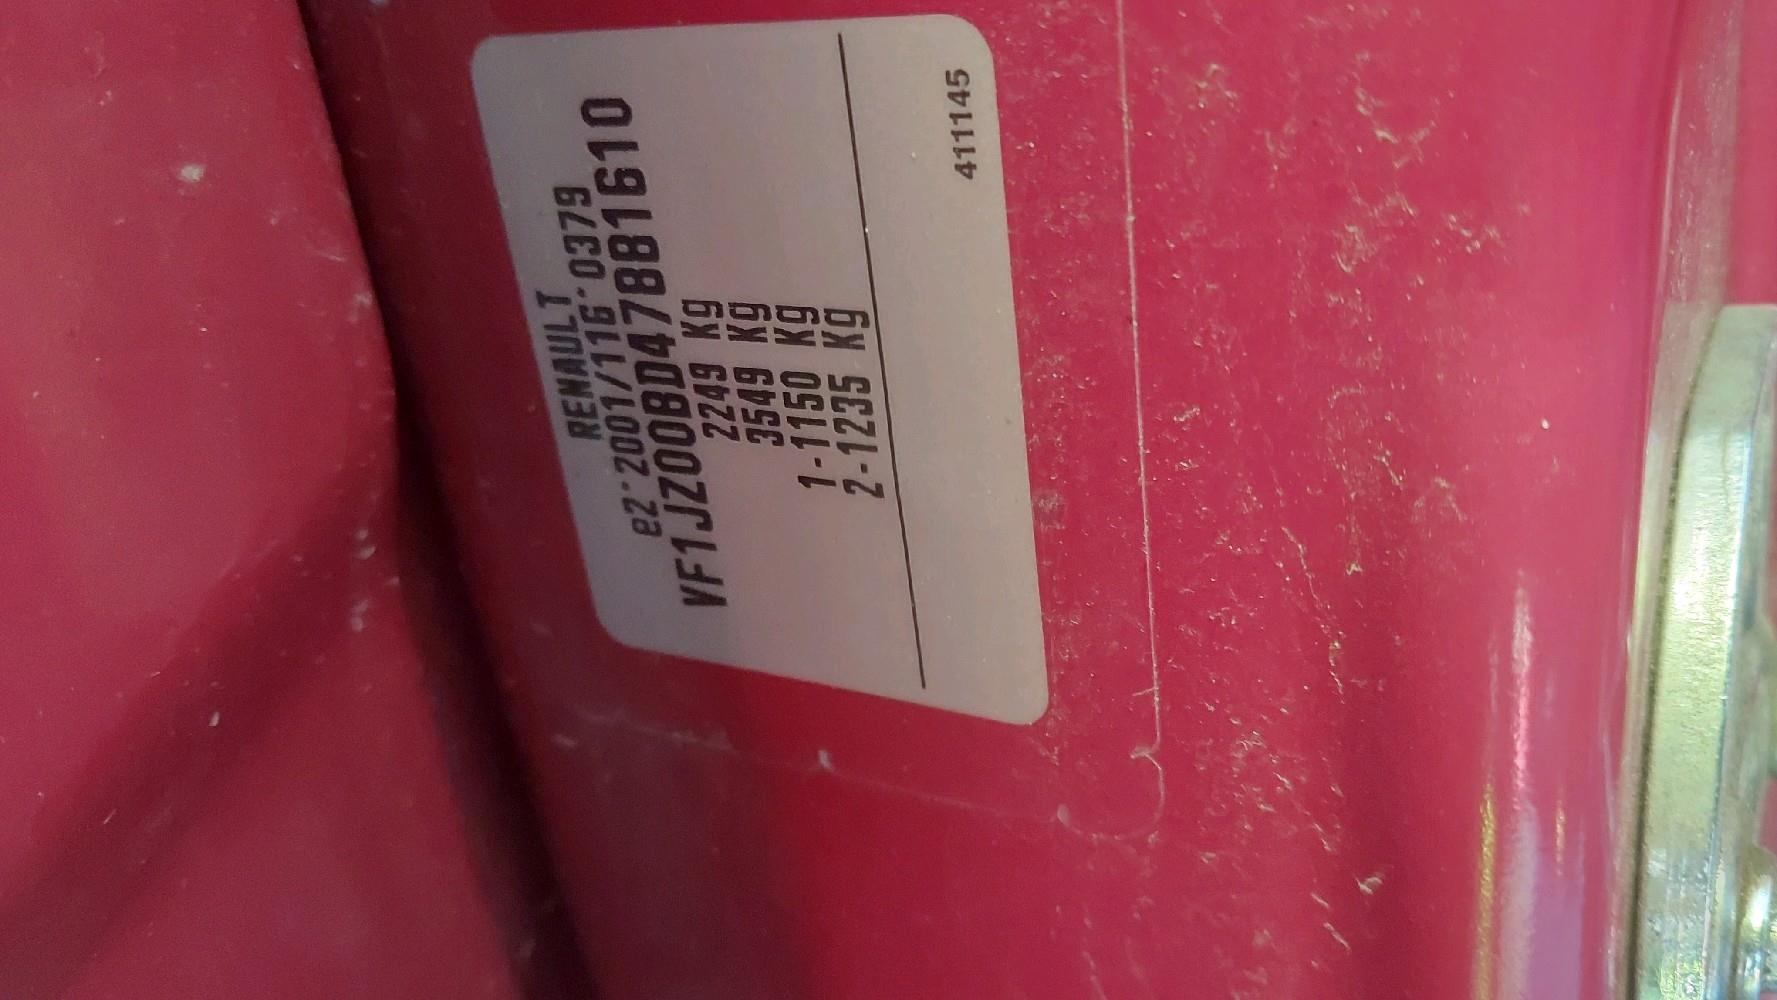 RENAULT
e2*2001/116*0379
VF1JZ00BD47881610
2249 Kg
3549 Kg
1-1150 Kg
2-1235 Kg
411145